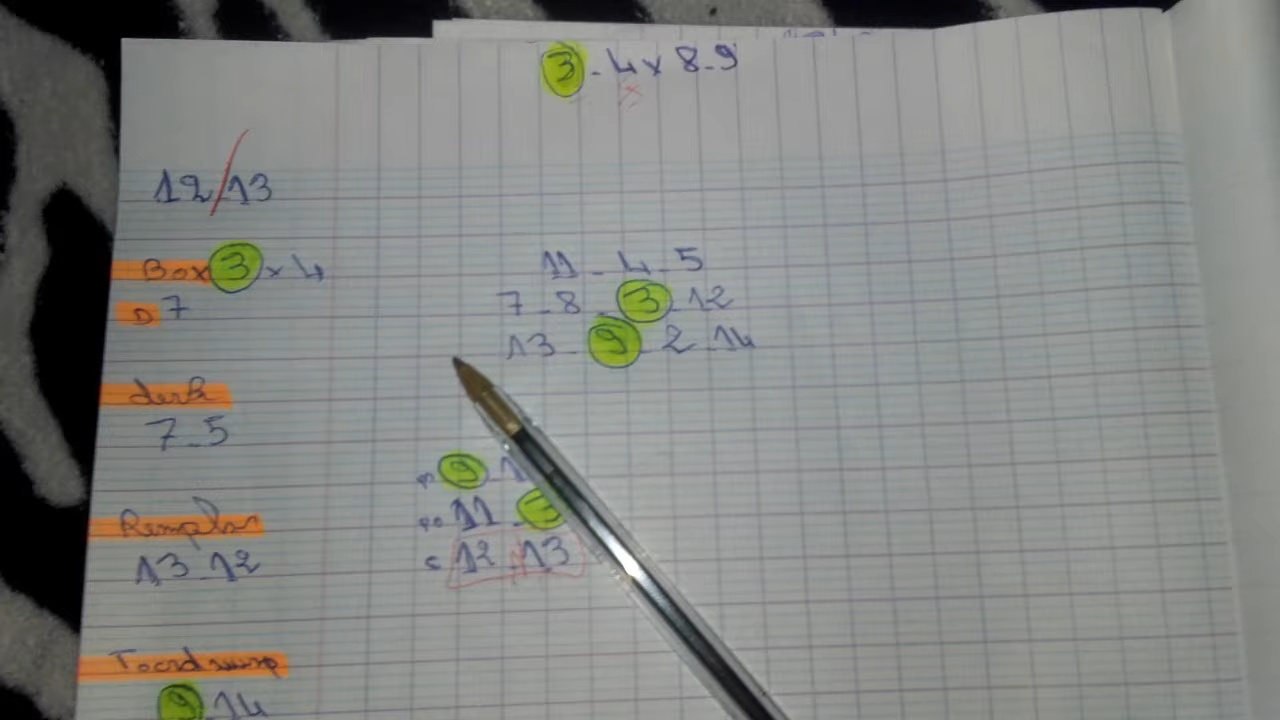 3 - 4 x 8 - 9
12/13
Box 3 x 4
D 7
11 - 4 - 5
7 - 8 - 3 - 12
13 - 9 - 2 - 14
7 - 5
9 -
11 -
13 - 12
c 12 - 13
9 - 14